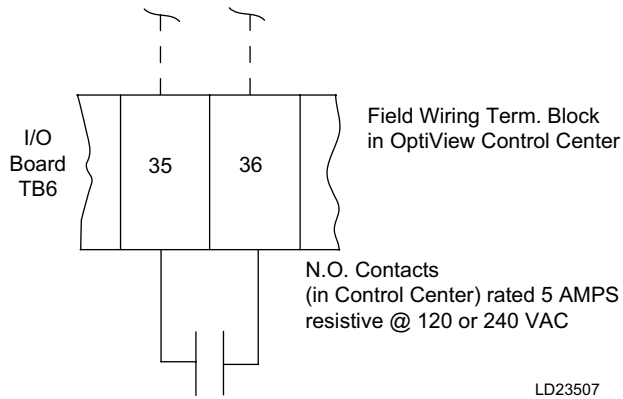 Field Wiring Term. Block
in OptiView Control Center
I/O
Board
TB6
35
36
N.O. Contacts
(in Control Center) rated 5 AMPS
resistive @ 120 or 240 VAC
LD23507